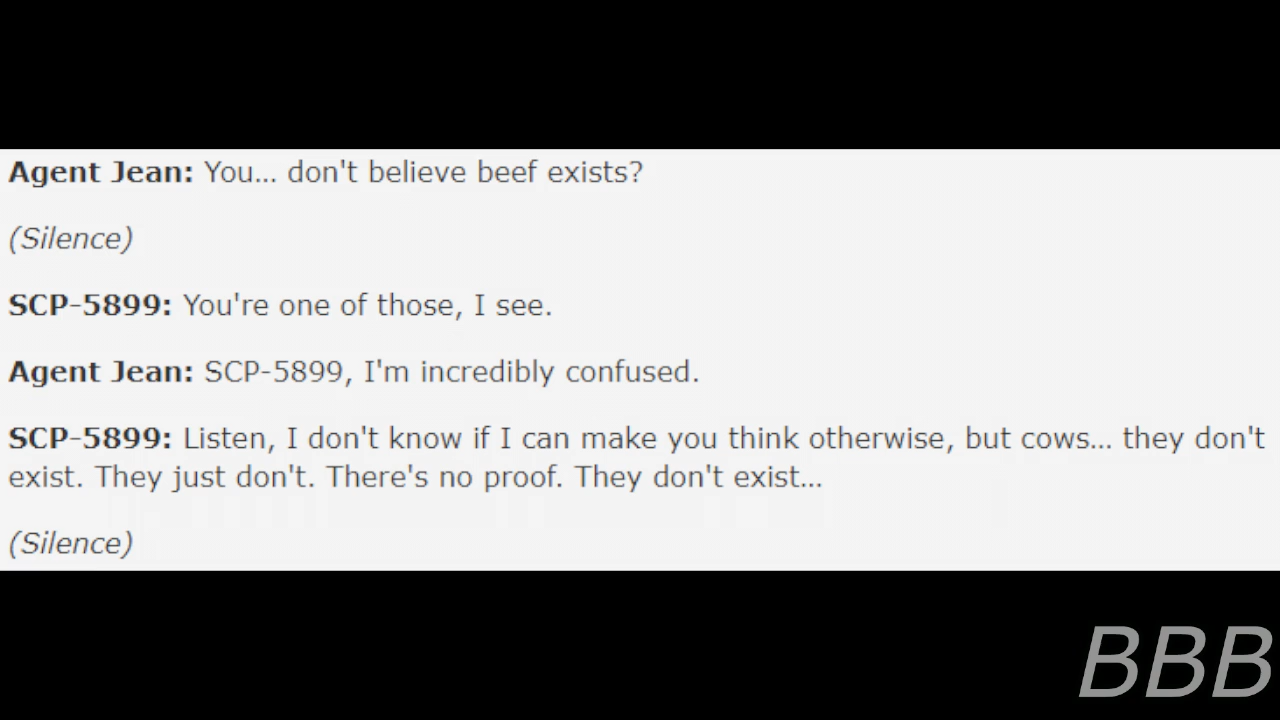 Agent Jean: You... don't believe beef exists?
(Silence)
SCP-5899: You're one of those, I see.
Agent Jean: SCP-5899, I'm incredibly confused.
SCP-5899: Listen, I don't know if I can make you think otherwise, but cows... they don't
exist. They just don't. There's no proof. They don't exist...
(Silence)
BBB